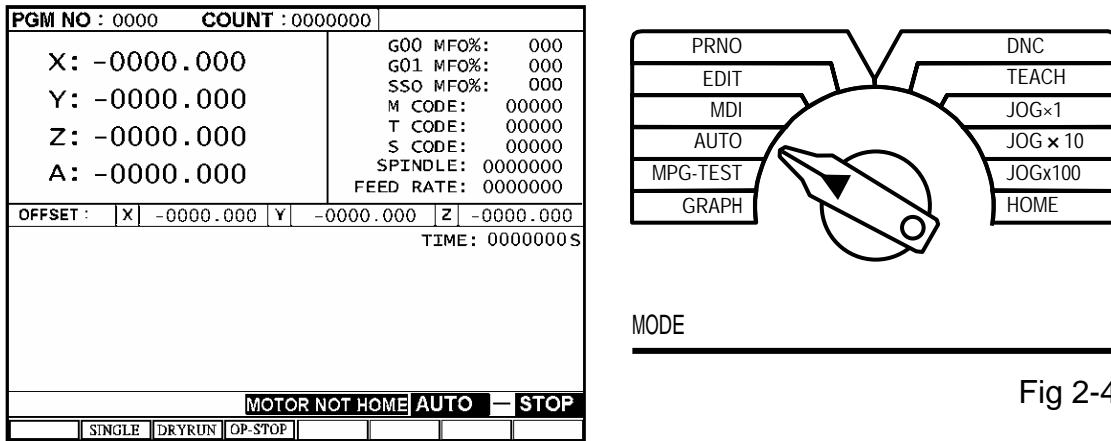 PGM NO : 0000 COUNT : 0000000
X: -0000.000
Y: -0000.000
Z: -0000.000
A: -0000.000
G00 MFO%: 000
G01 MFO%: 000
SSO MFO%: 000
M CODE: 00000
T CODE: 00000
S CODE: 00000
SPINDLE: 0000000
FEED RATE: 0000000
OFFSET : X -0000.000 Y -0000.000 Z -0000.000
TIME: 0000000S
MOTOR NOT HOME AUTO — STOP
SINGLE DRYRUN OP-STOP
PRNO
EDIT
MDI
AUTO
MPG-TEST
GRAPH
DNC
TEACH
JOG×1
JOG × 10
JOGx100
HOME
MODE
Fig 2-4